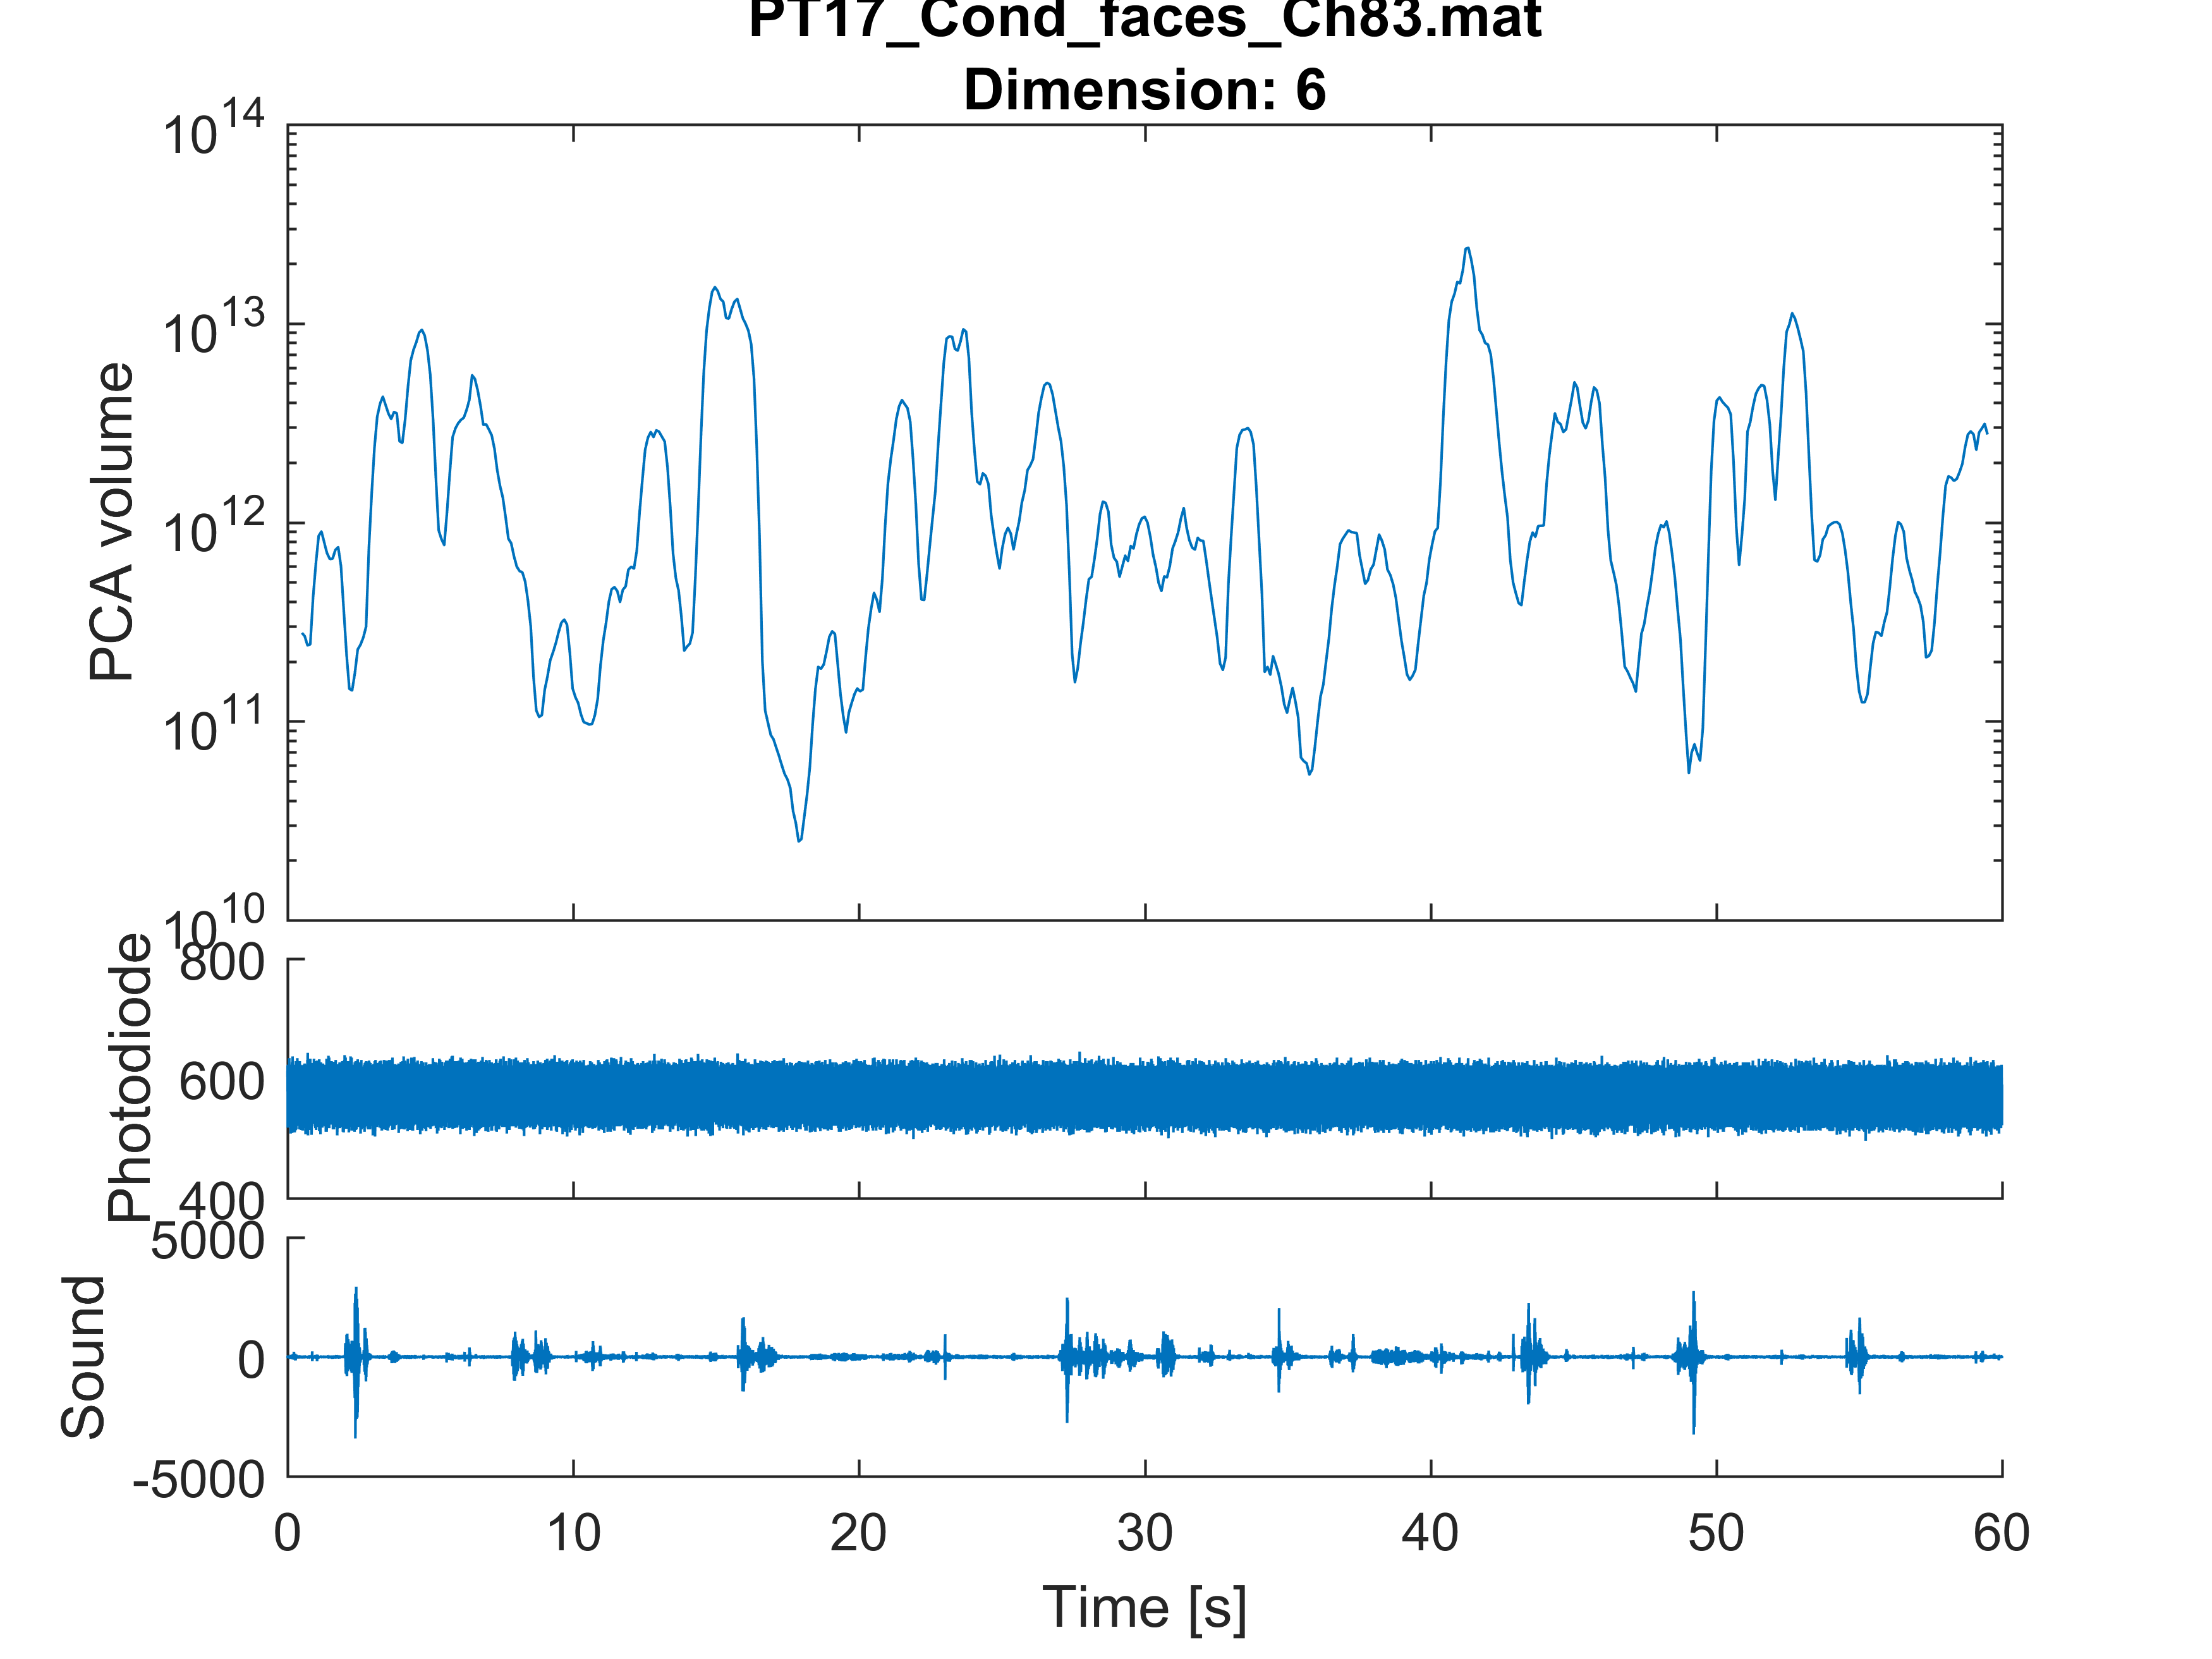 PT17_Cond_faces_Ch83.mat
Dimension: 6
10^14
10^13
10^12
10^11
10^10
PCA volume
800
600
400
Photodiode
5000
0
-5000
Sound
0 10 20 30 40 50 60
Time [s]